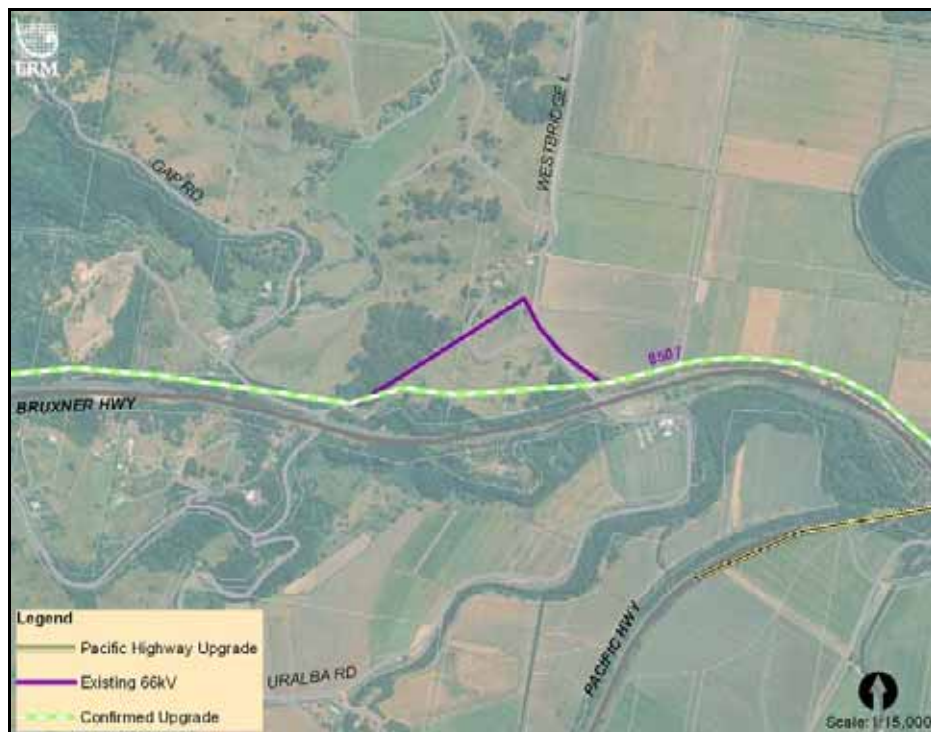 ERM
GAP RD
WESTBRIDGE L
8507
BRUXNER HWY
PACIFIC HWY
URALBA RD
Legend
Pacific Highway Upgrade
Existing 66kV
Confirmed Upgrade
Scale: 1:15,000